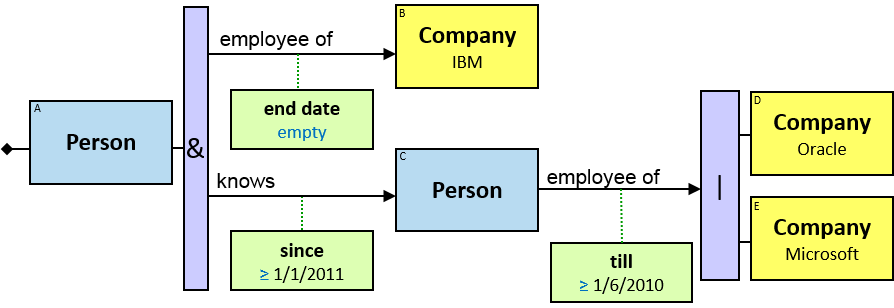 A
Person
&
employee of
B
Company
IBM
end date
empty
knows
C
Person
since
≥ 1/1/2011
employee of
till
≥ 1/6/2010
|
D
Company
Oracle
E
Company
Microsoft